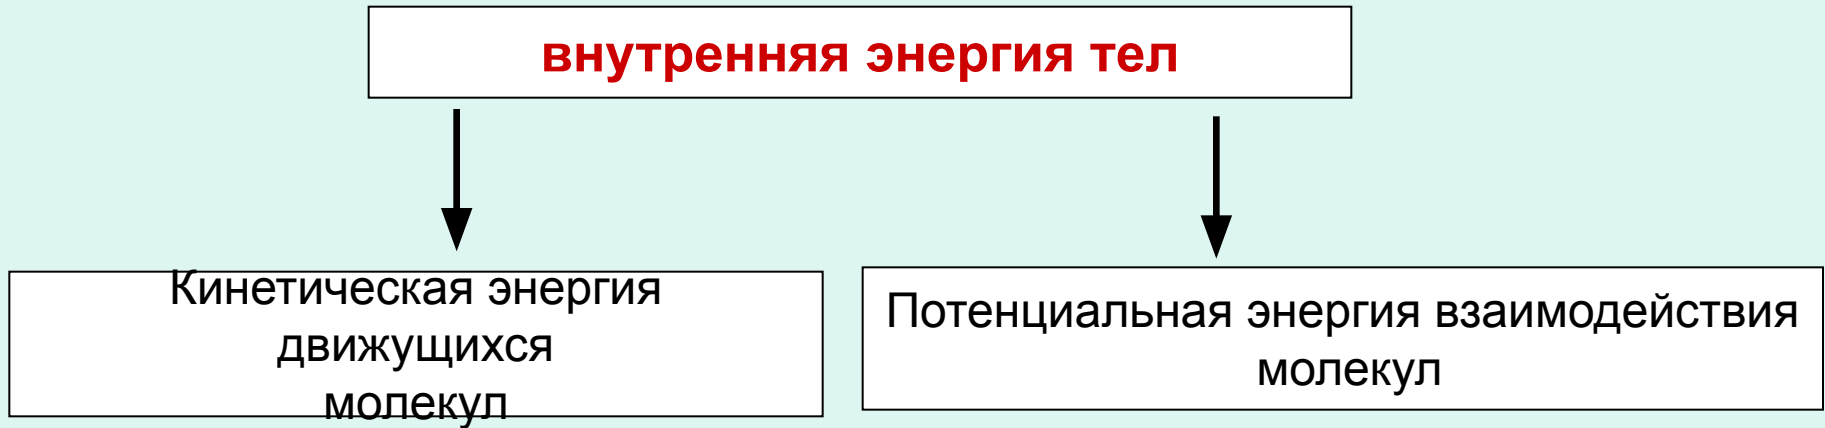 внутренняя энергия тел
Кинетическая энергия
движущихся
молекул
Потенциальная энергия взаимодействия
молекул